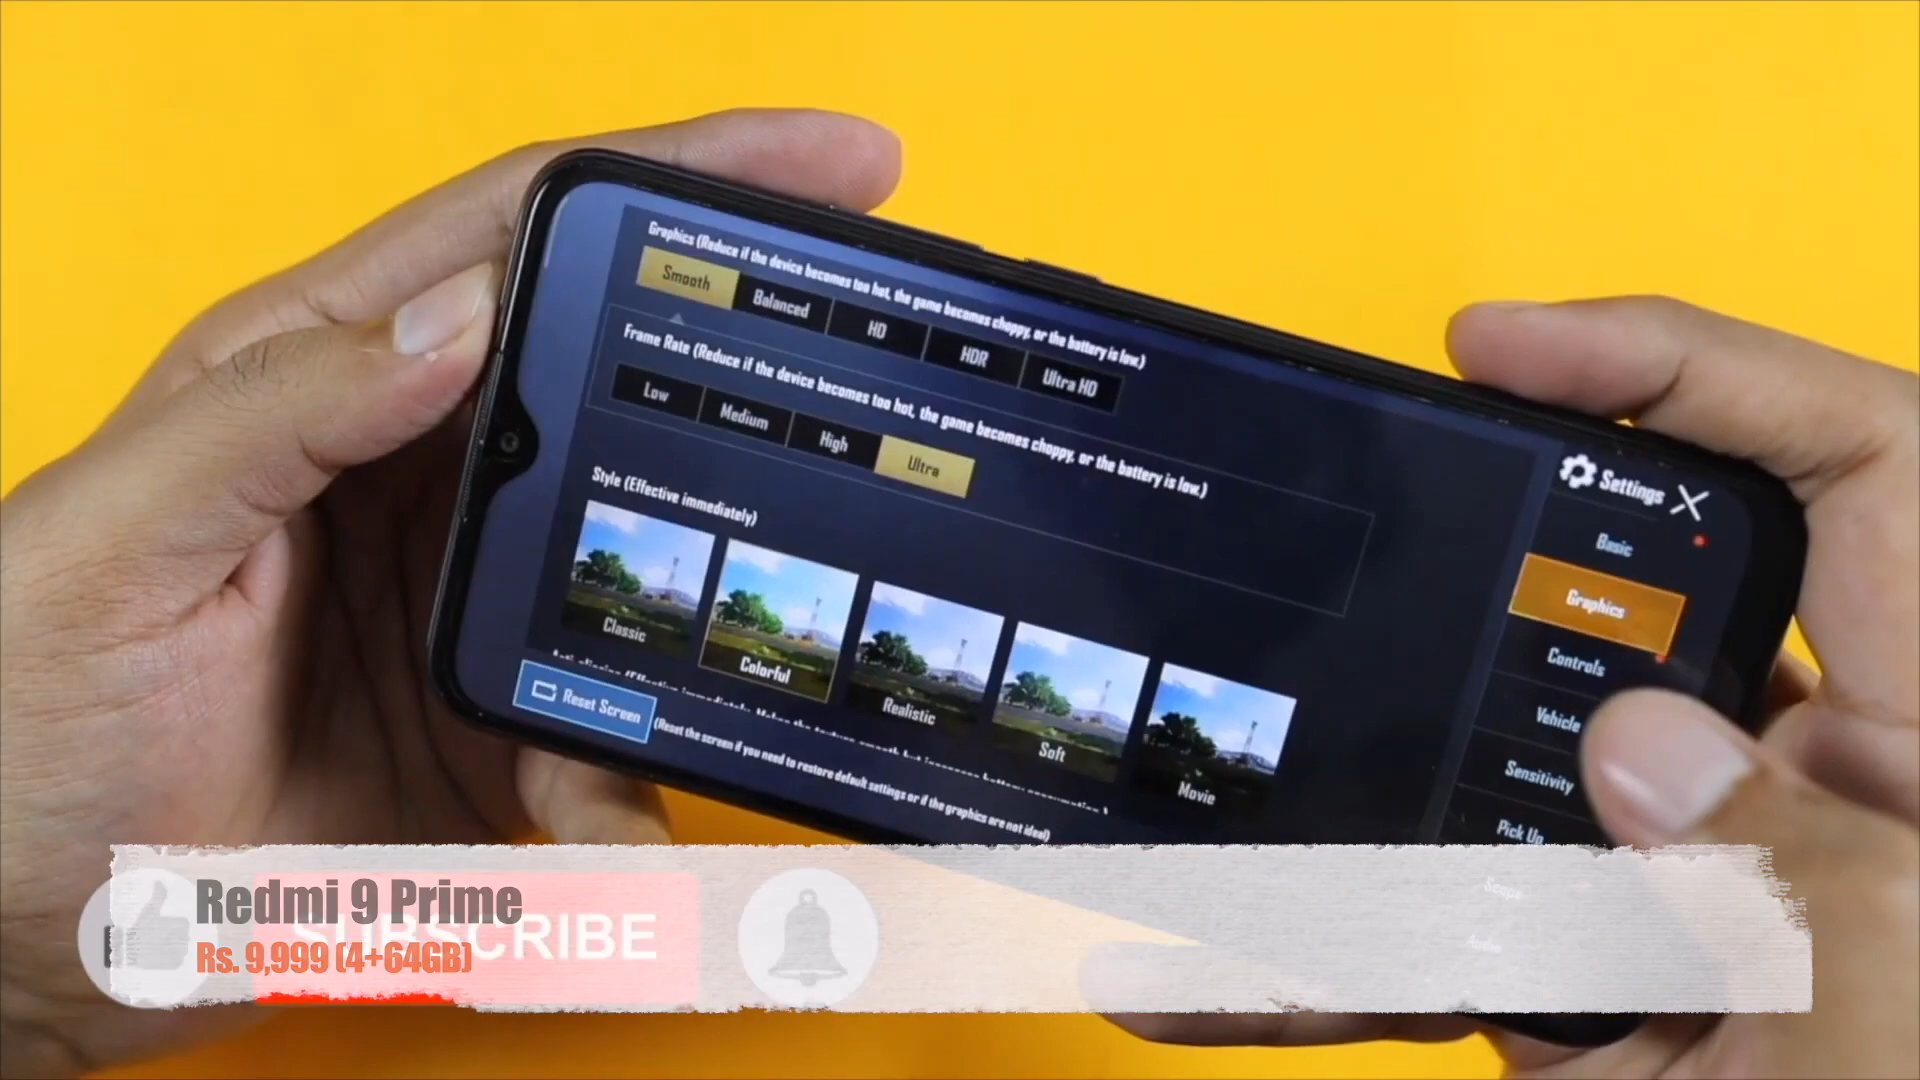 Graphics (Reduce if the device becomes too hot, the game becomes choppy, or the battery is low.)
Smooth
Balanced
HD
HDR
Ultra HD
Frame Rate (Reduce if the device becomes too hot, the game becomes choppy, or the battery is low.)
Low
Medium
High
Ultra
Style (Effective immediately)
Classic
Colorful
Realistic
Soft
Movie
Reset Screen
(Reset the screen if you need to restore default settings or if the graphics are not ideal)
Settings
Basic
Graphics
Controls
Vehicle
Sensitivity
Pick Up
Scope
Audio
Redmi 9 Prime
SUBSCRIBE
Rs. 9,999 (4+64GB)